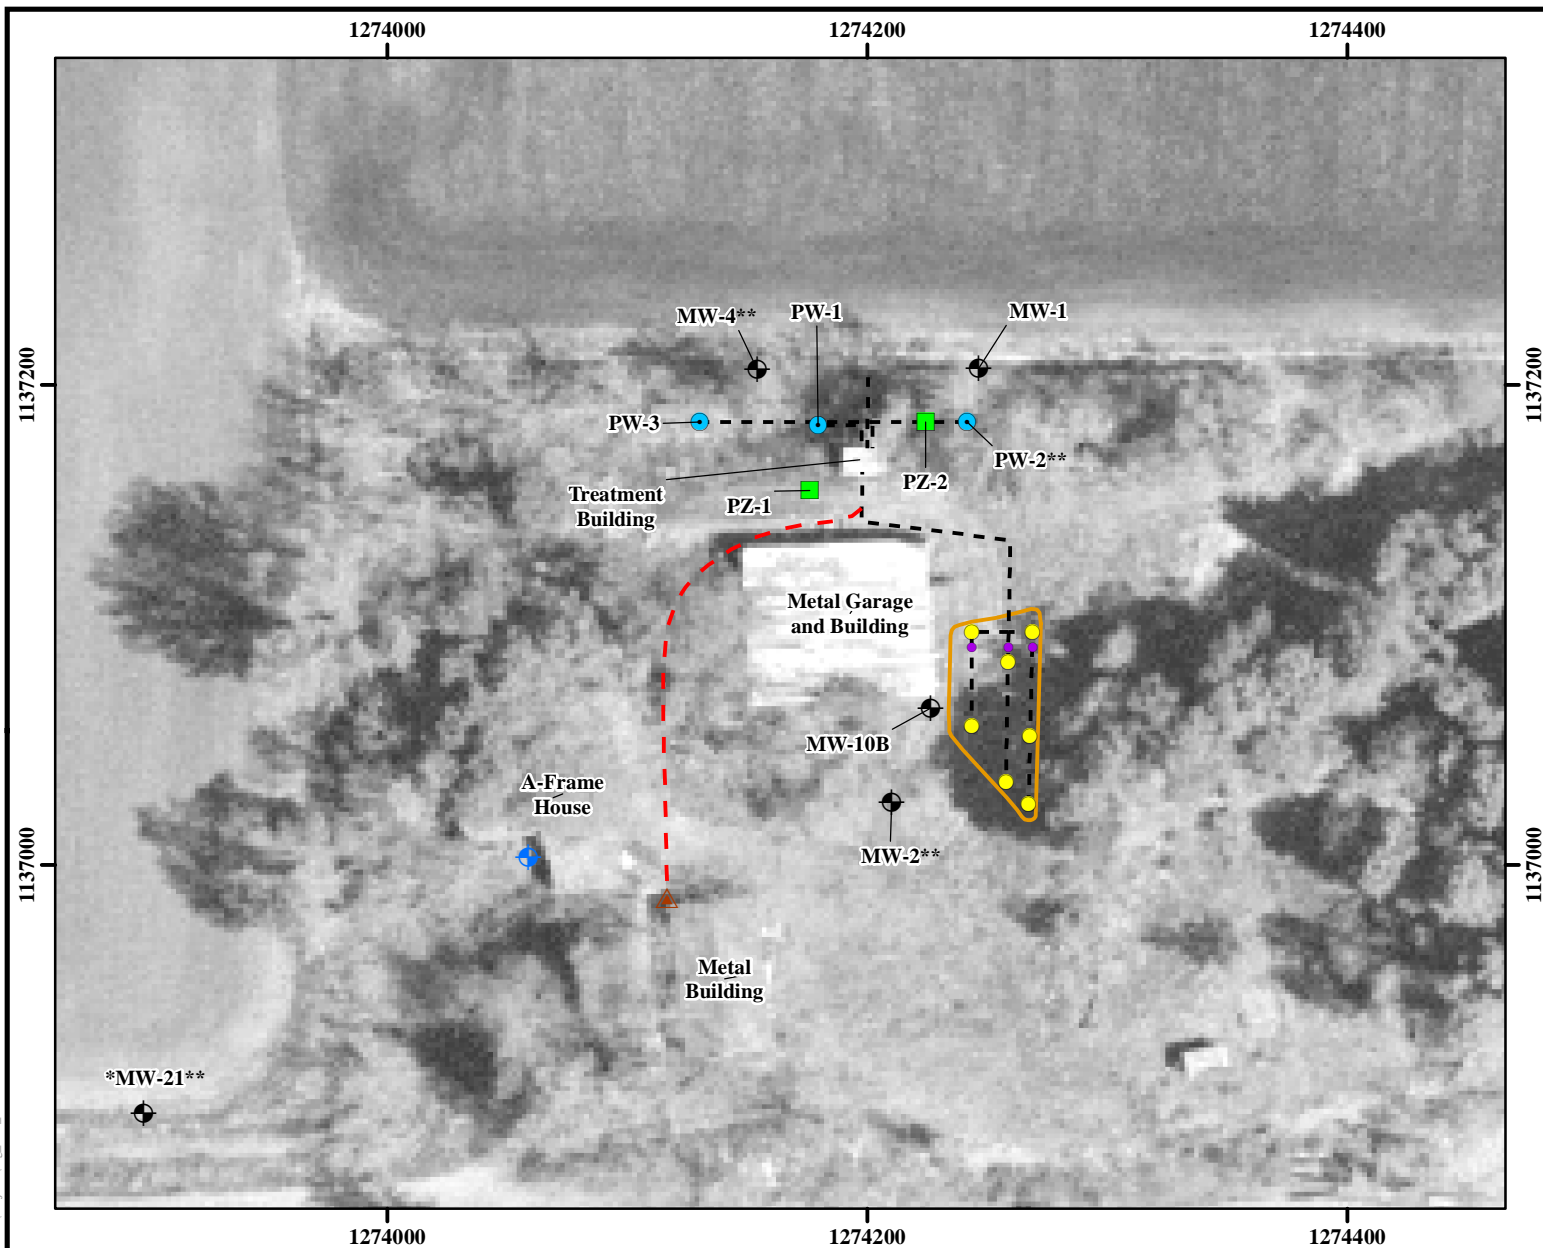 1274000
1274200
1274400
MW-4**
PW-1
MW-1
1137200
1137200
PW-3
PW-2**
PZ-2
Treatment
Building
PZ-1
Metal Garage
and Building
MW-10B
A-Frame
House
MW-2**
1137000
1137000
Metal
Building
*MW-21**
1274000
1274200
1274400